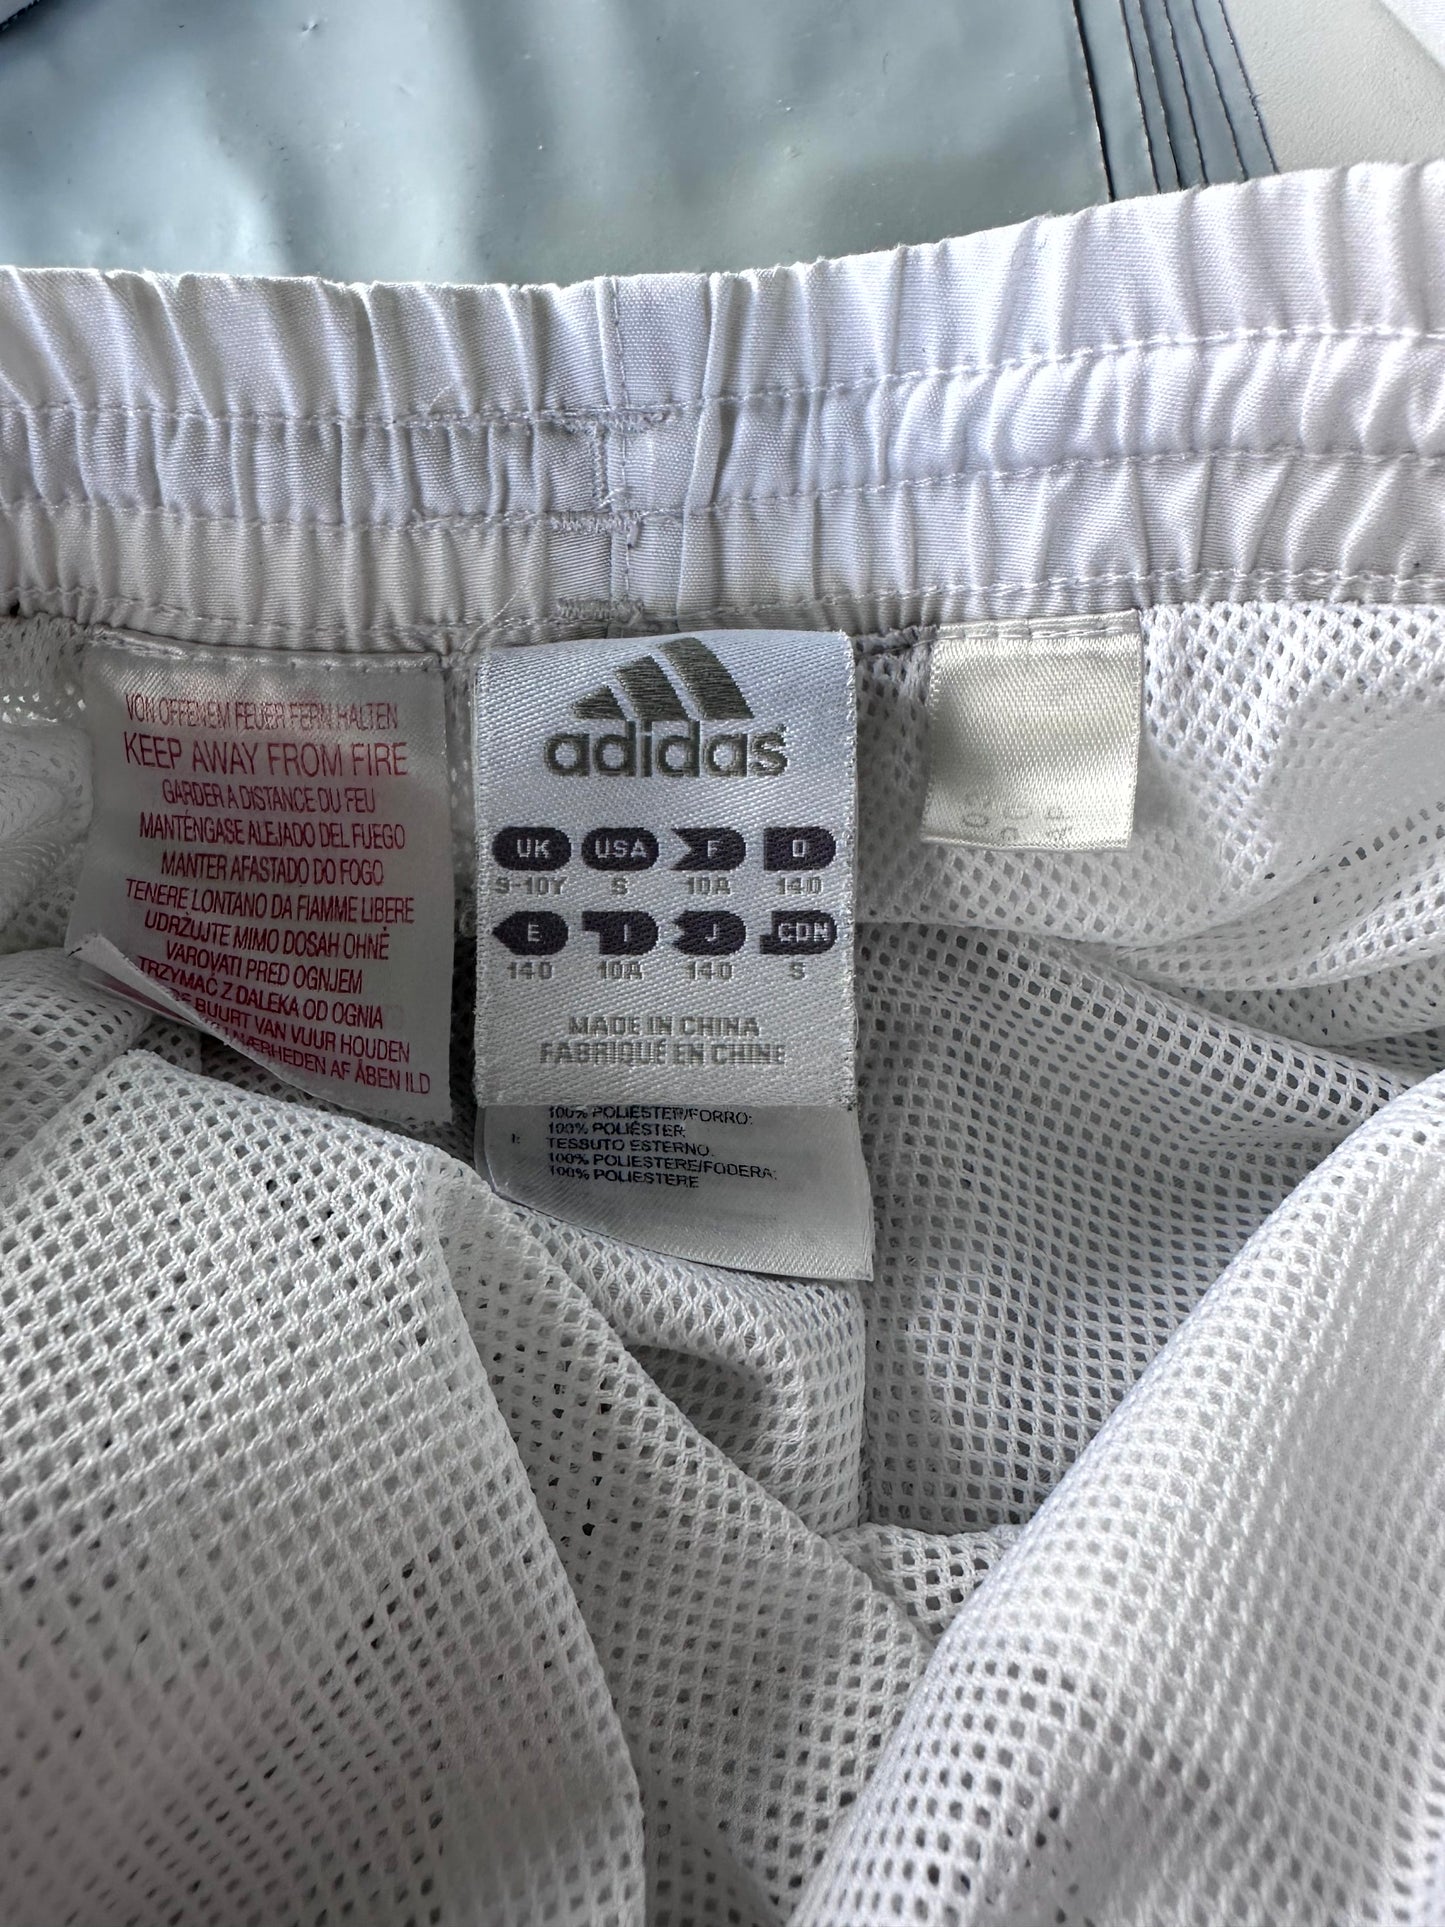 VON OFFENEM FEUER FERN HALTEN
KEEP AWAY FROM FIRE
GARDER A DISTANCE DU FEU
MANTÉNGASE ALEJADO DEL FUEGO
MANTER AFASTADO DO FOGO
TENERE LONTANO DA FIAMME LIBERE
UDRŽUJTE MIMO DOSAH OHNĚ
VAROVATI PRED OGNJEM
TRZYMAĆ Z DALEKA OD OGNIA
BUURT VAN VUUR HOUDEN
AF ÅBEN ILD
adidas
UK USA F D
9-10Y S 10A 140
E I J CDN
140 10A 140 S
MADE IN CHINA
FABRIQUÉ EN CHINE
100% POLIESTER/FORRO:
100% POLIÉSTER
TESSUTO ESTERNO:
100% POLIESTERE/FODERA:
100% POLIESTERE